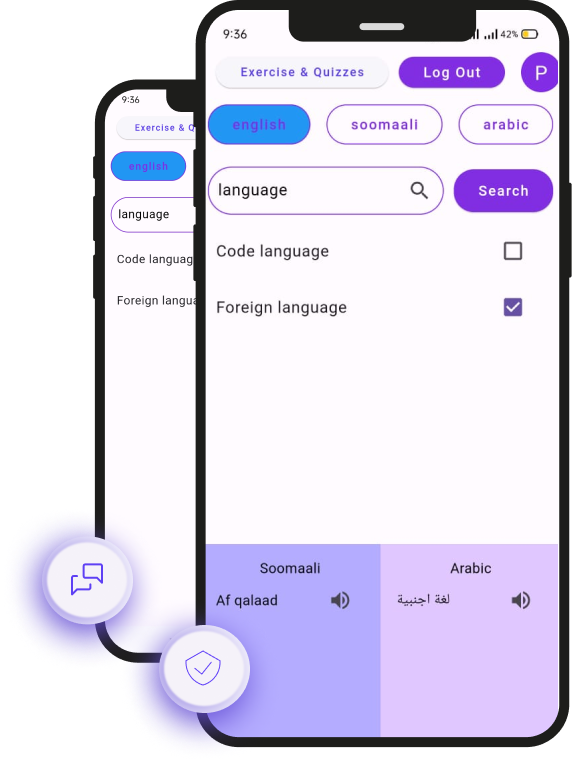 9:36
Exercise & Q
english
language
Code languag
Foreign langua
9:36
42%
Exercise & Quizzes
Log Out
P
english
soomaali
arabic
language
Search
Code language
Foreign language
Soomaali
Arabic
Af qalaad
لغة اجنبية